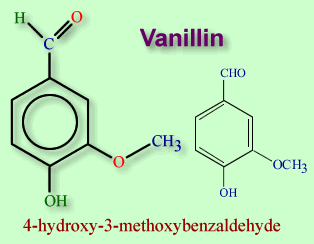 H O
C
Vanillin
CHO
O CH3
OCH3
OH
OH
4-hydroxy-3-methoxybenzaldehyde